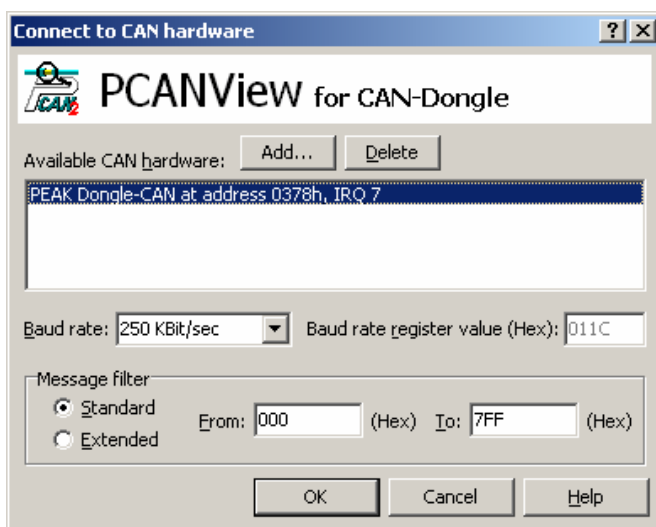 Connect to CAN hardware
PCAN2
PCANView for CAN-Dongle
Available CAN hardware: Add... Delete
PEAK Dongle-CAN at address 0378h, IRQ 7
Baud rate: 250 KBit/sec Baud rate register value (Hex): 011C
Message filter
Standard From: 000 (Hex) To: 7FF (Hex)
Extended
OK Cancel Help